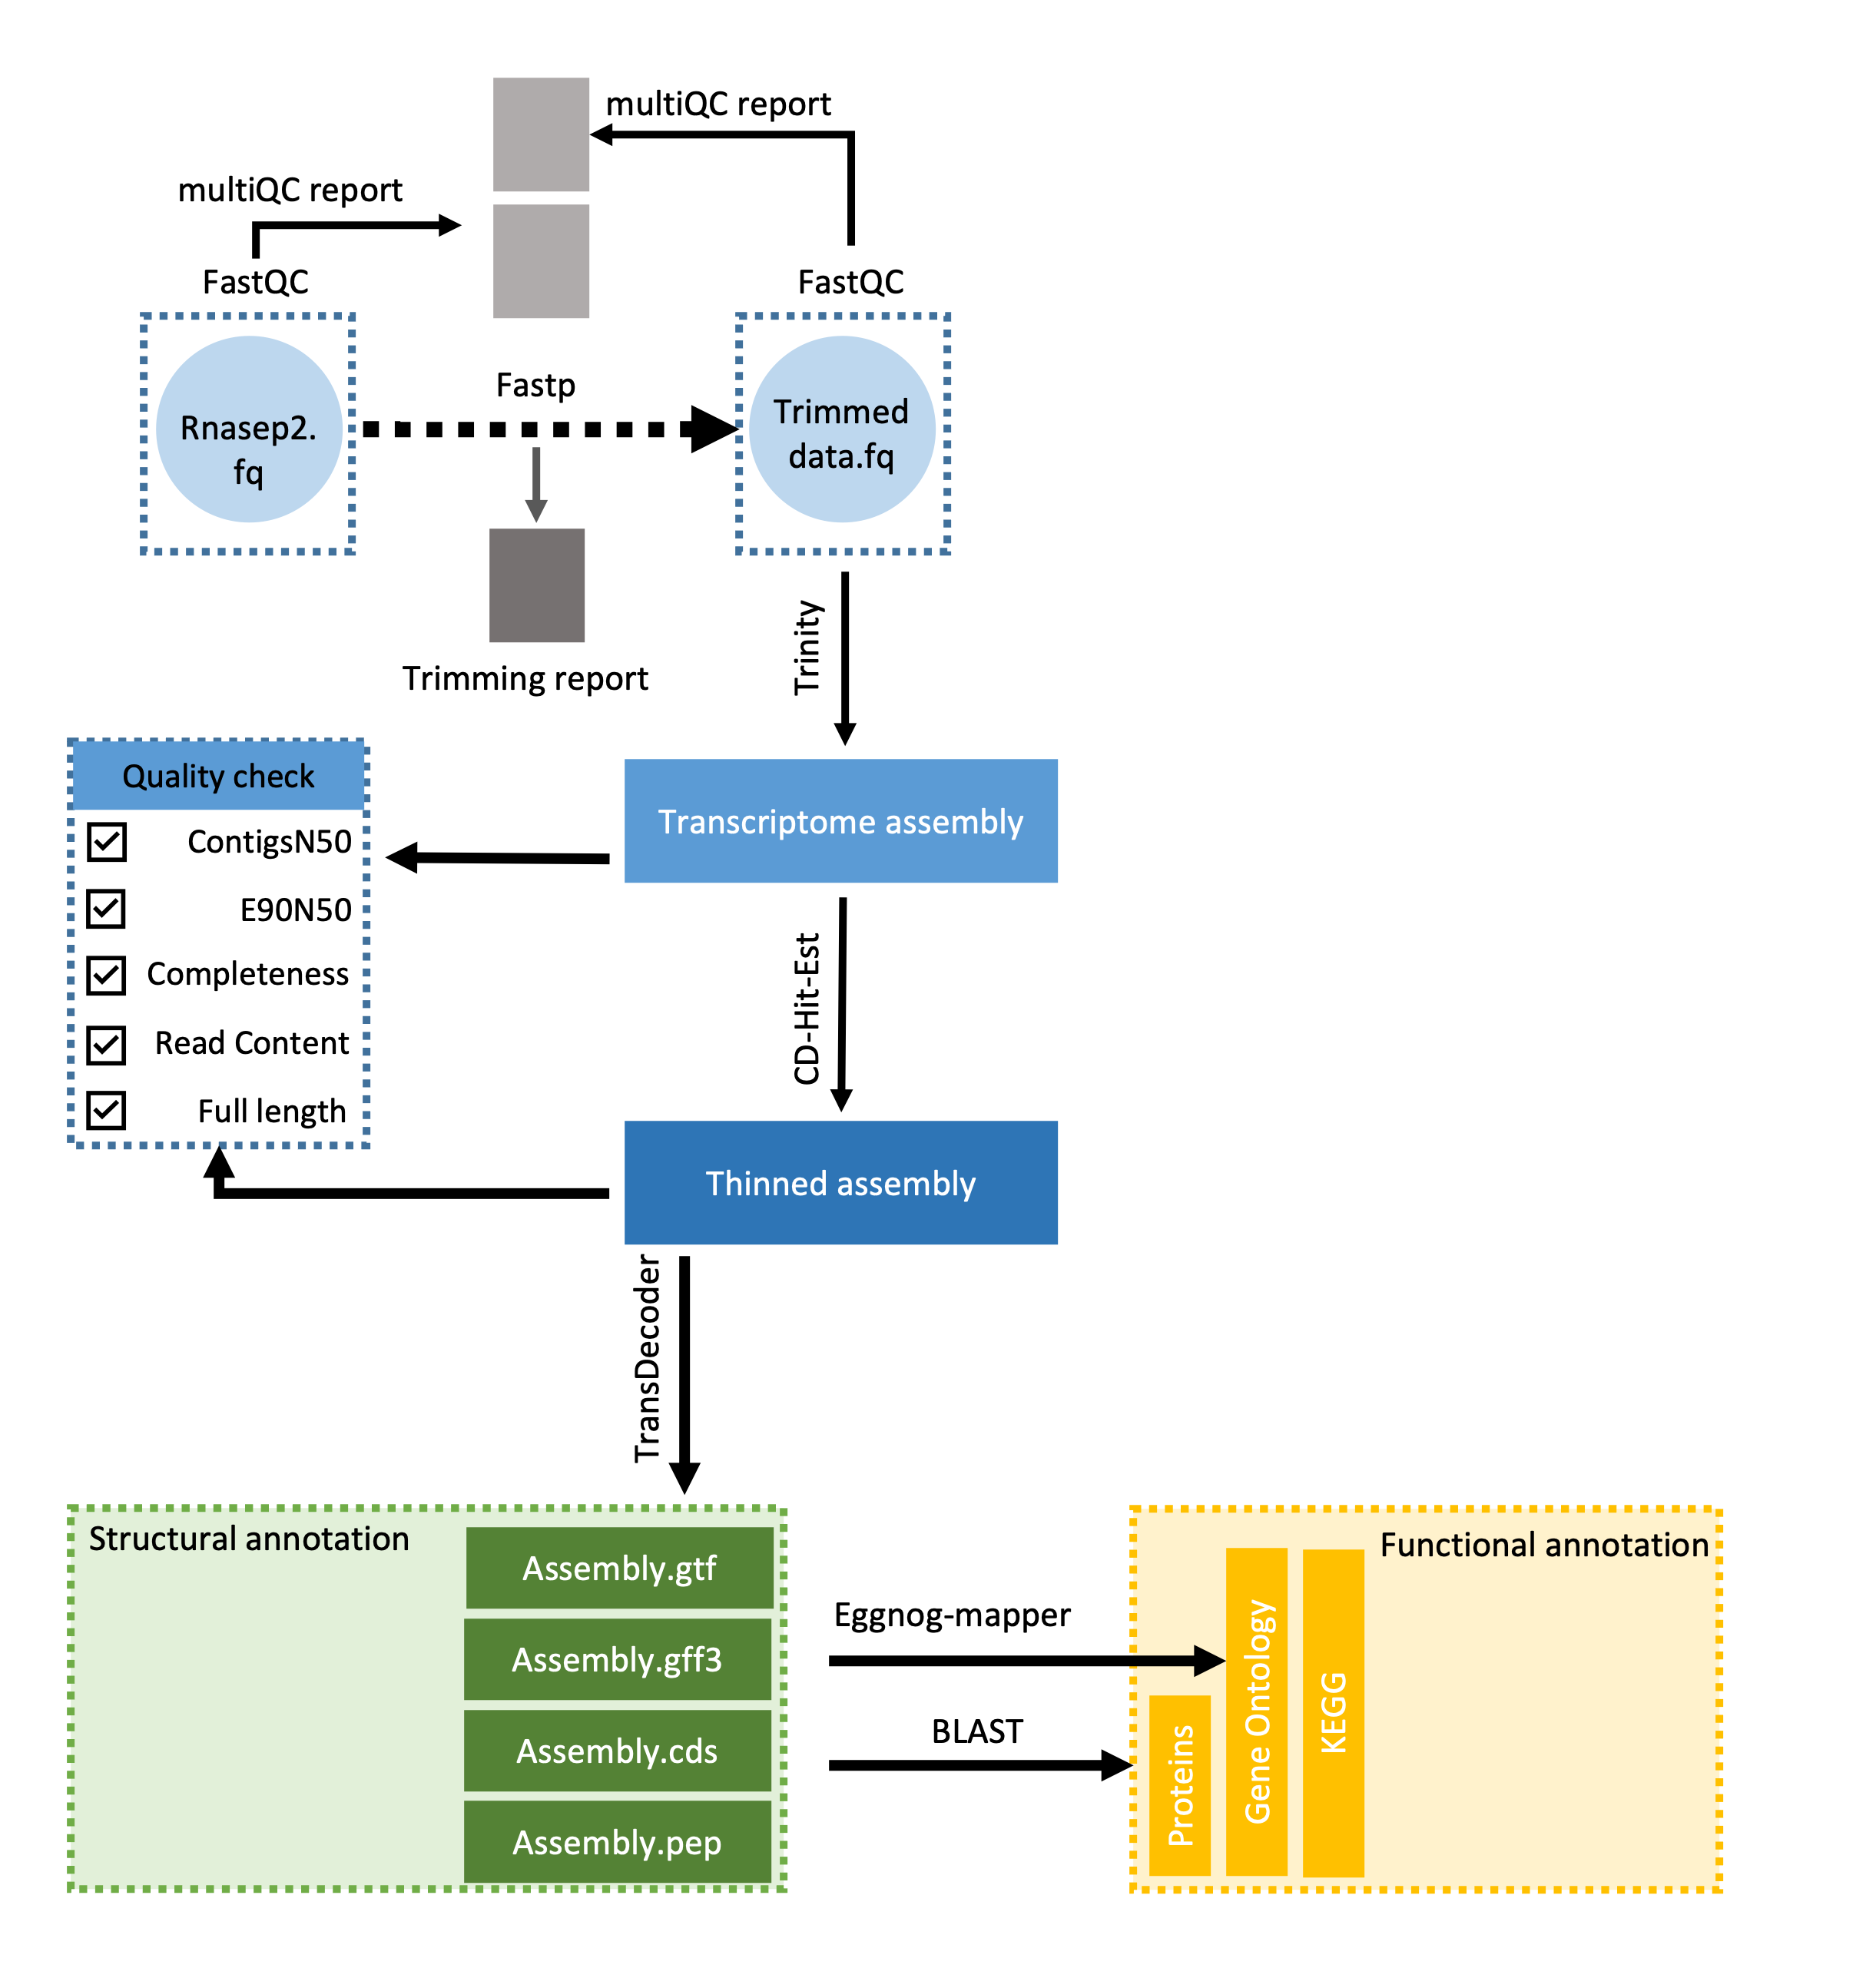 multiQC report
multiQC report
FastQC
FastQC
Fastp
Rnasep2.
fq
Trimmed
data.fq
Trimming report
Trinity
Quality check
ContigsN50
E90N50
Completeness
Read Content
Full length
Transcriptome assembly
CD-Hit-Est
Thinned assembly
TransDecoder
Structural annotation
Assembly.gtf
Assembly.gff3
Assembly.cds
Assembly.pep
Eggnog-mapper
BLAST
Functional annotation
Proteins
Gene Ontology
KEGG